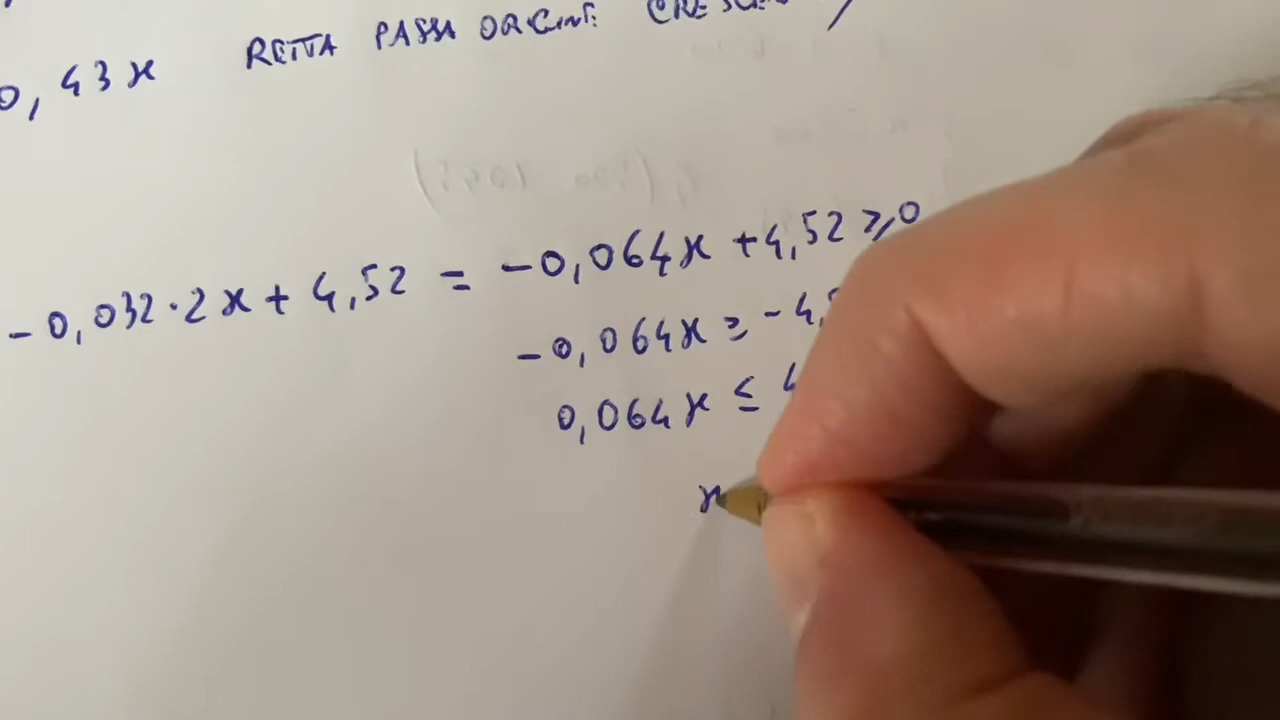 0,43x RETTA PASSA
-0,032·2x + 4,52 = -0,064x + 4,52 ≥ 0
-0,064x ≥ -4,
0,064x ≤ 4
x